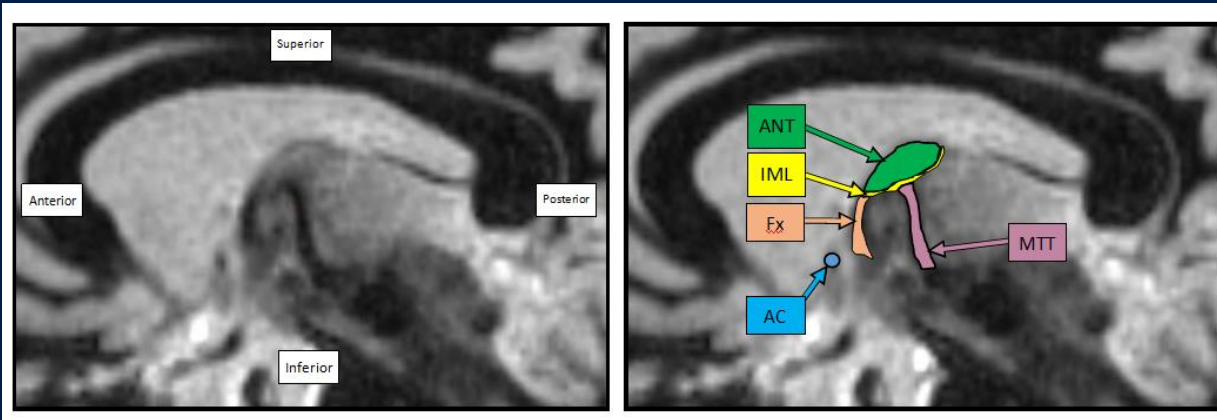 Superior
Anterior
Posterior
Inferior
ANT
IML
Fx
AC
MTT